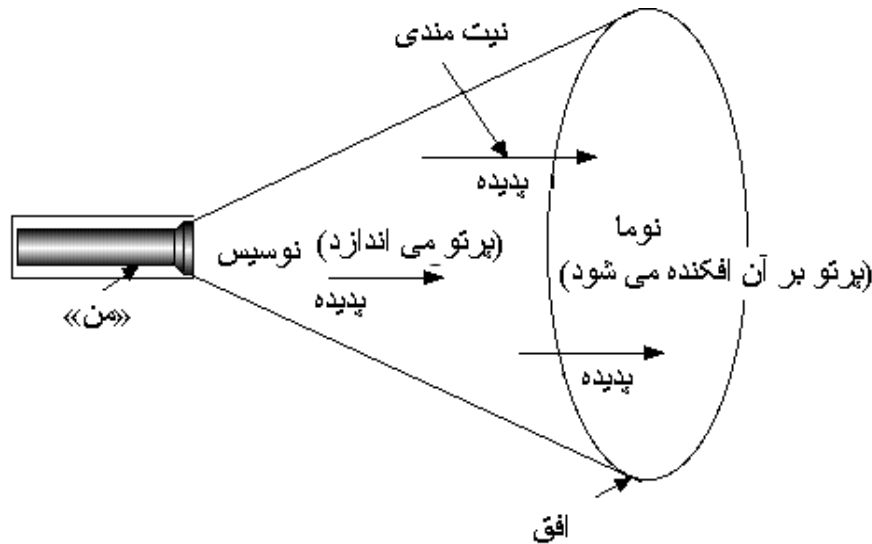 نیت مندی
پدیده
نوما
(پرتو بر آن افکنده می شود)
نوسیس (پرتو می اندازد)
پدیده
«من»
پدیده
افق